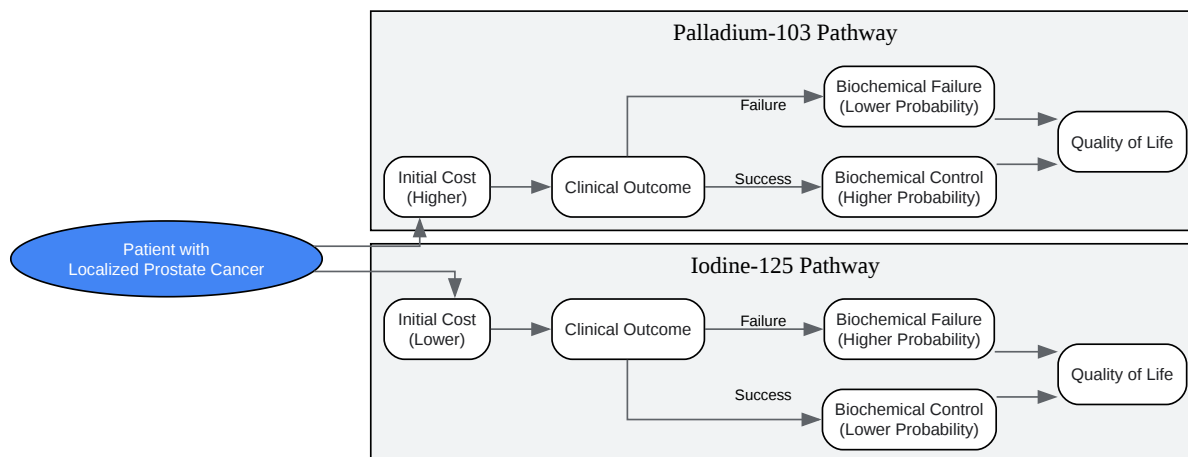 Palladium-103 Pathway
Biochemical Failure
(Lower Probability)
Failure
Quality of Life
Initial Cost
(Higher)
Clinical Outcome
Success
Biochemical Control
(Higher Probability)
Patient with
Localized Prostate Cancer
Iodine-125 Pathway
Initial Cost
(Lower)
Clinical Outcome
Failure
Biochemical Failure
(Higher Probability)
Quality of Life
Success
Biochemical Control
(Lower Probability)